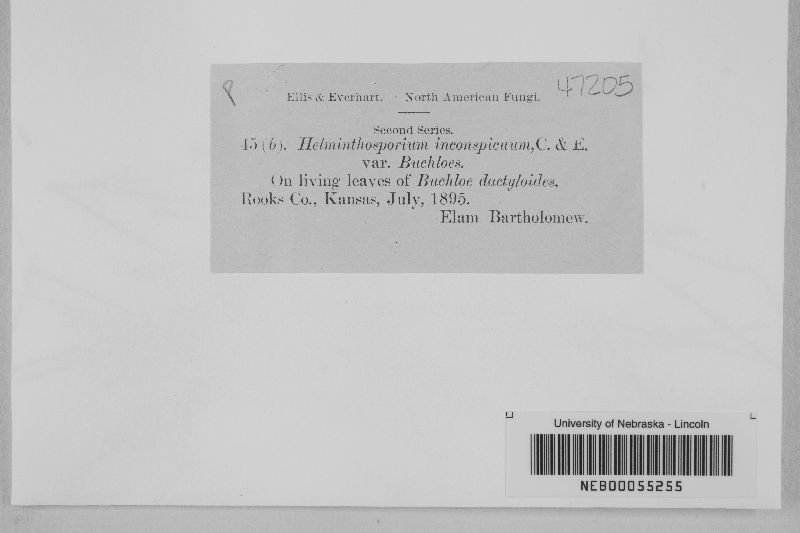 47205
Ellis & Everhart. - North American Fungi.
Second Series.
45 (b). Helminthosporium inconspicuum, C. & E.
var. Buchloes.
On living leaves of Buchloe dactyloides,
Rooks Co., Kansas, July, 1895.
Elam Bartholomew.
University of Nebraska - Lincoln
NEB00055255